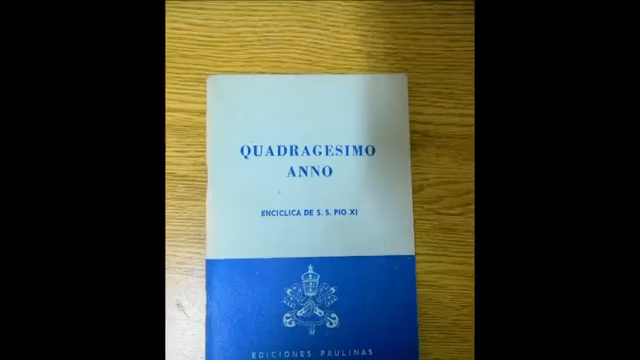 QUADRAGESIMO
ANNO
ENCICLICA DE S. S. PIO XI
EDICIONES PAULINAS